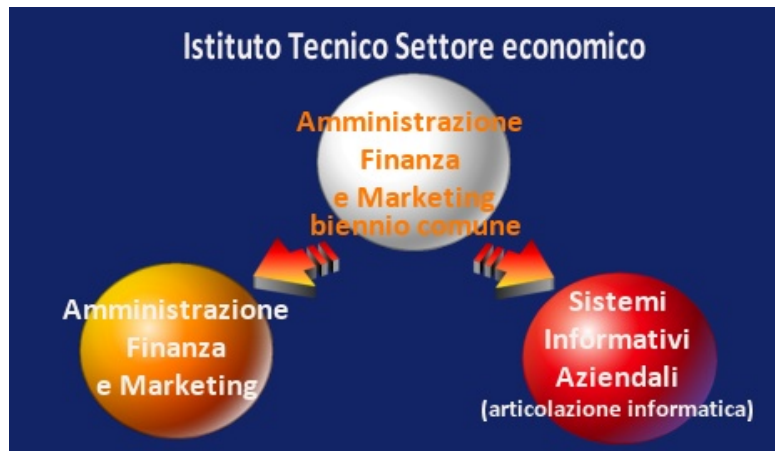 Istituto Tecnico Settore economico
Amministrazione
Finanza
e Marketing
biennio comune
Amministrazione
Finanza
e Marketing
Sistemi
Informativi
Aziendali
(articolazione informatica)